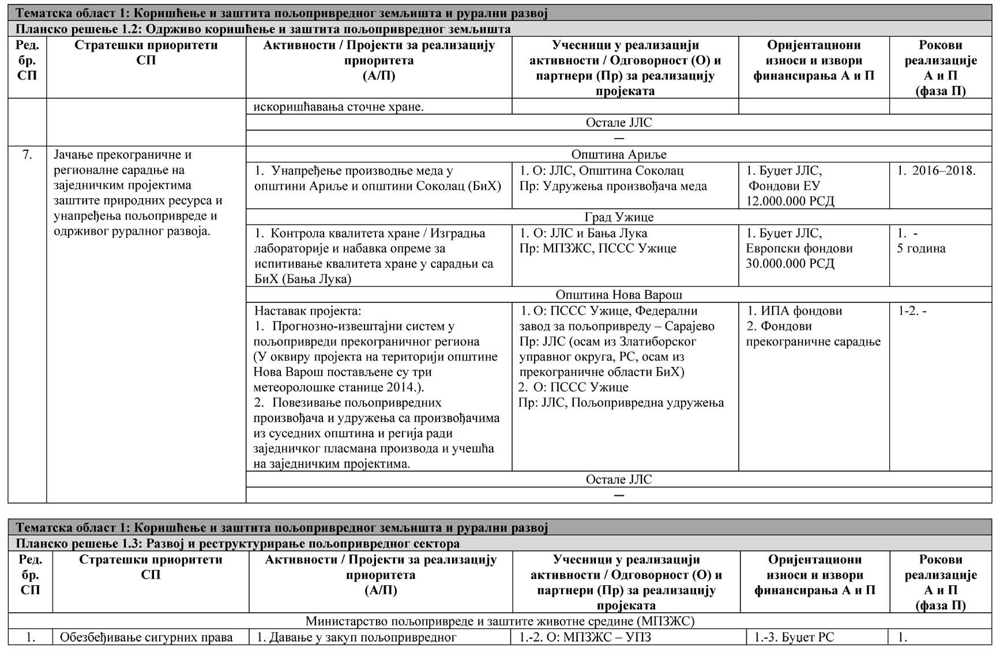 Тематска област 1: Коришћење и заштита пољопривредног земљишта и рурални развој
Планско решење 1.2: Одрживо коришћење и заштита пољопривредног земљишта
Ред.
бр.
СП
Стратешки приоритети
СП
Активности / Пројекти за реализацију
приоритета
(А/П)
Учесници у реализацији
активности / Одговорност (О) и
партнери (Пр) за реализацију
пројеката
Оријентациони
износи и извори
финансирања А и П
Рокови
реализације
А и П
(фаза П)
искоришћавања сточне хране.
Остале ЈЛС
—
7.
Јачање прекограничне и
регионалне сарадње на
заједничким пројектима
заштите природних ресурса и
унапређења пољопривреде и
одрживог руралног развоја.
Општина Ариље
1. Унапређење производње меда у
општини Ариље и општини Соколац (БиХ)
1. О: ЈЛС, Општина Соколац
Пр: Удружења произвођача меда
1. Буџет ЈЛС,
Фондови ЕУ
12.000.000 РСД
1. 2016–2018.
Град Ужице
1. Контрола квалитета хране / Изградња
лабораторије и набавка опреме за
испитивање квалитета хране у сарадњи са
БиХ (Бања Лука)
1. О: ЈЛС и Бања Лука
Пр: МПЗЖС, ПССС Ужице
1. Буџет ЈЛС,
Европски фондови
30.000.000 РСД
1. -
5 година
Општина Нова Варош
Наставак пројекта:
1. Прогнозно-извештајни систем у
пољопривреди прекограничног региона
(У оквиру пројекта на територији општине
Нова Варош постављене су три
метеоролошке станице 2014.).
2. Повезивање пољопривредних
произвођача и удружења са произвођачима
из суседних општина и регија ради
заједничког пласмана производа и учешћа
на заједничким пројектима.
1. О: ПССС Ужице, Федерални
завод за пољопривреду – Сарајево
Пр: ЈЛС (осам из Златиборског
управног округа, РС, осам из
прекограничне области БиХ)
2. О: ПССС Ужице
Пр: ЈЛС, Пољопривредна удружења
1. ИПА фондови
2. Фондови
прекограничне сарадње
1-2. -
Остале ЈЛС
—
Тематска област 1: Коришћење и заштита пољопривредног земљишта и рурални развој
Планско решење 1.3: Развој и реструктурирање пољопривредног сектора
Ред.
бр.
СП
Стратешки приоритети
СП
Активности / Пројекти за реализацију
приоритета
(А/П)
Учесници у реализацији
активности / Одговорност (О) и
партнери (Пр) за реализацију
пројеката
Оријентациони
износи и извори
финансирања А и П
Рокови
реализације
А и П
(фаза П)
Министарство пољопривреде и заштите животне средине (МПЗЖС)
1.
Обезбеђивање сигурних права
1. Давање у закуп пољопривредног
1.-2. О: МПЗЖС – УПЗ
1.-3. Буџет РС
1.